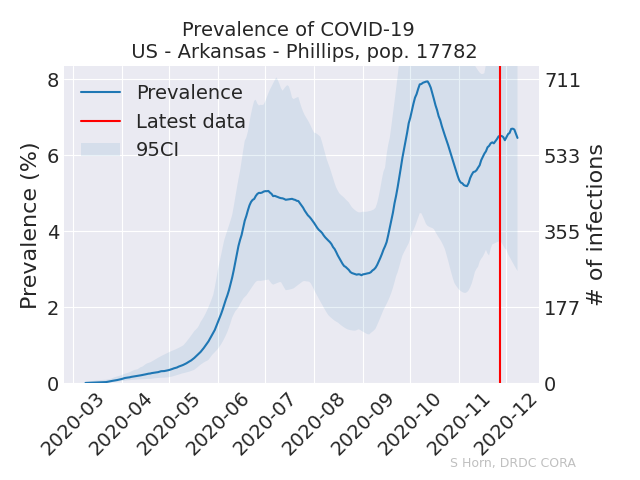 Prevalence of COVID-19
US - Arkansas - Phillips, pop. 17782
Prevalence
Latest data
95CI
Prevalence (%)
8
6
4
2
0
711
533
355
177
0
# of infections
2020-03
2020-04
2020-05
2020-06
2020-07
2020-08
2020-09
2020-10
2020-11
2020-12
S Horn, DRDC CORA